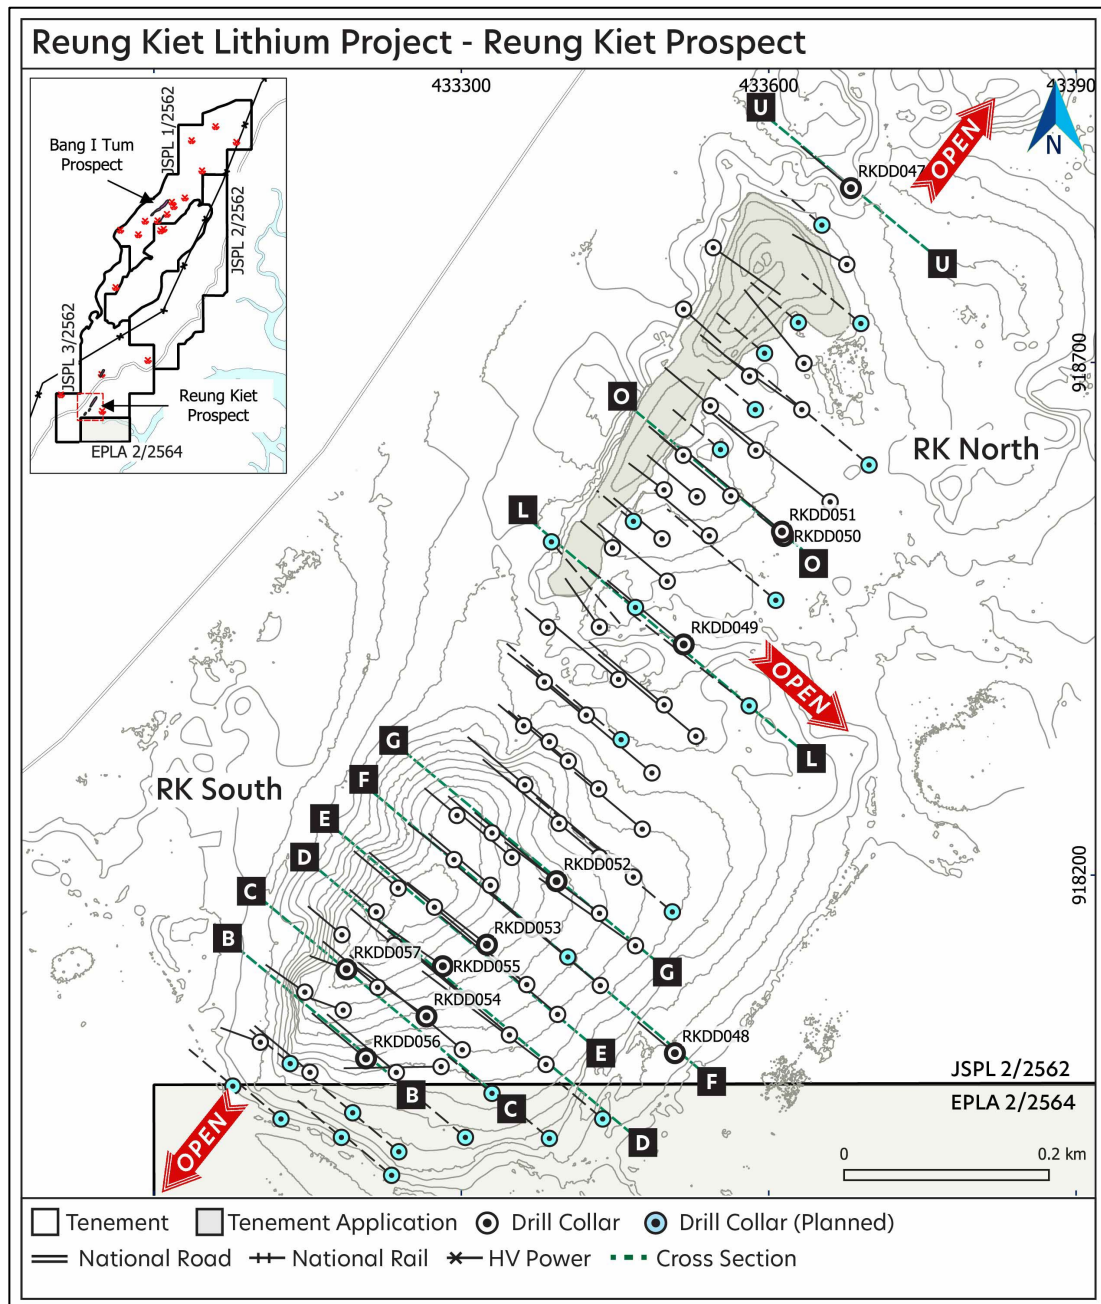 Reung Kiet Lithium Project - Reung Kiet Prospect
433300
433600
43390
Bang I Tum
Prospect
JSPL 1/2562
JSPL 2/2562
JSPL 3/2562
Reung Kiet
Prospect
EPLA 2/2564
U
OPEN
N
RKDD047
U
918700
O
RK North
L
RKDD051
RKDD050
O
RKDD049
OPEN
G
L
F
RK South
E
D
RKDD052
918200
C
B
RKDD053
RKDD057
RKDD055
G
RKDD054
RKDD056
RKDD048
E
F
B
C
D
JSPL 2/2562
EPLA 2/2564
OPEN
0
0.2 km
Tenement
Tenement Application
Drill Collar
Drill Collar (Planned)
National Road
National Rail
HV Power
Cross Section